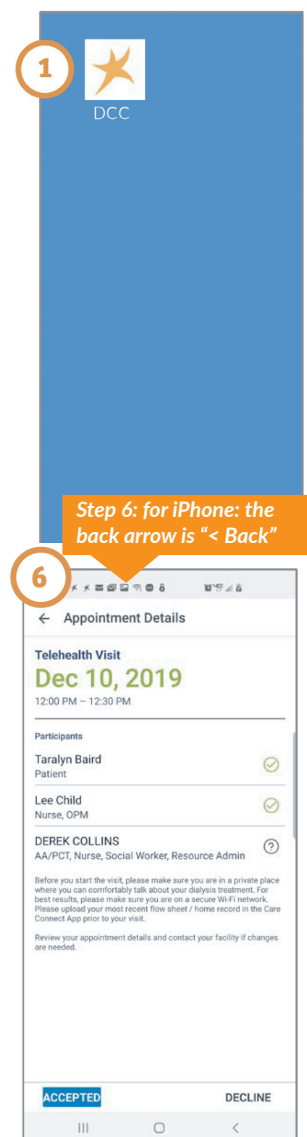 1
DCC
Step 6: for iPhone: the
back arrow is “< Back”
6
← Appointment Details
Telehealth Visit
Dec 10, 2019
12:00 PM – 12:30 PM
Participants
Taralyn Baird
Patient
Lee Child
Nurse, OPM
DEREK COLLINS
AA/PCT, Nurse, Social Worker, Resource Admin
Before you start the visit, please make sure you are in a private place
where you can comfortably talk about your dialysis treatment. For
best results, please make sure you are on a secure Wi-Fi network.
Please upload your most recent flow sheet / home record in the Care
Connect App prior to your visit.
Review your appointment details and contact your facility if changes
are needed.
ACCEPTED DECLINE